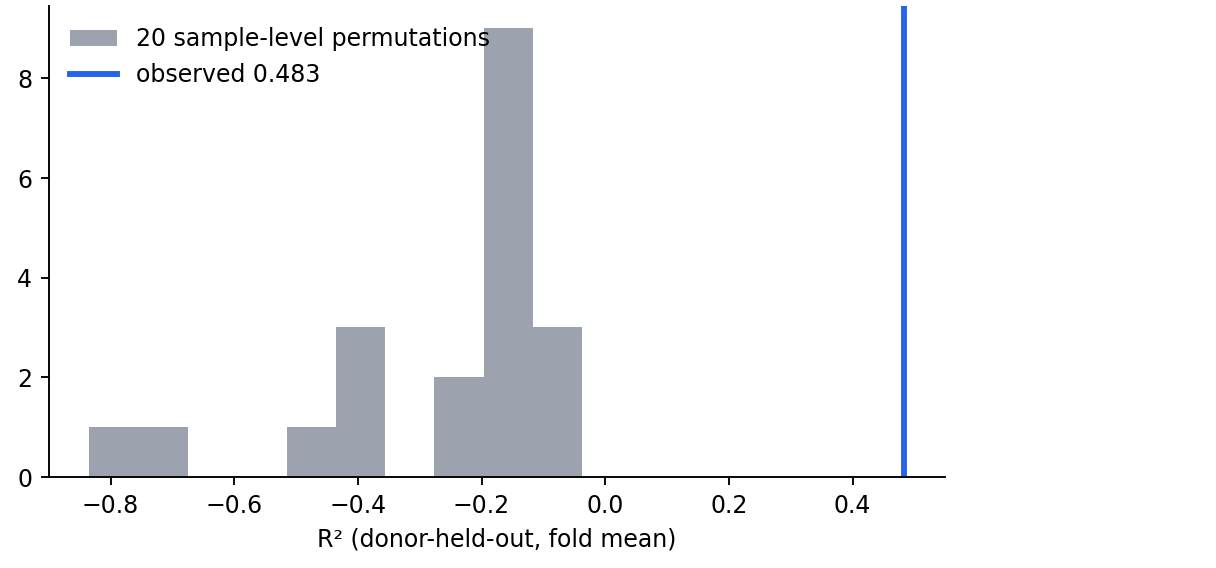 20 sample-level permutations
observed 0.483
8
6
4
2
0
−0.8 −0.6 −0.4 −0.2 0.0 0.2 0.4
R² (donor-held-out, fold mean)